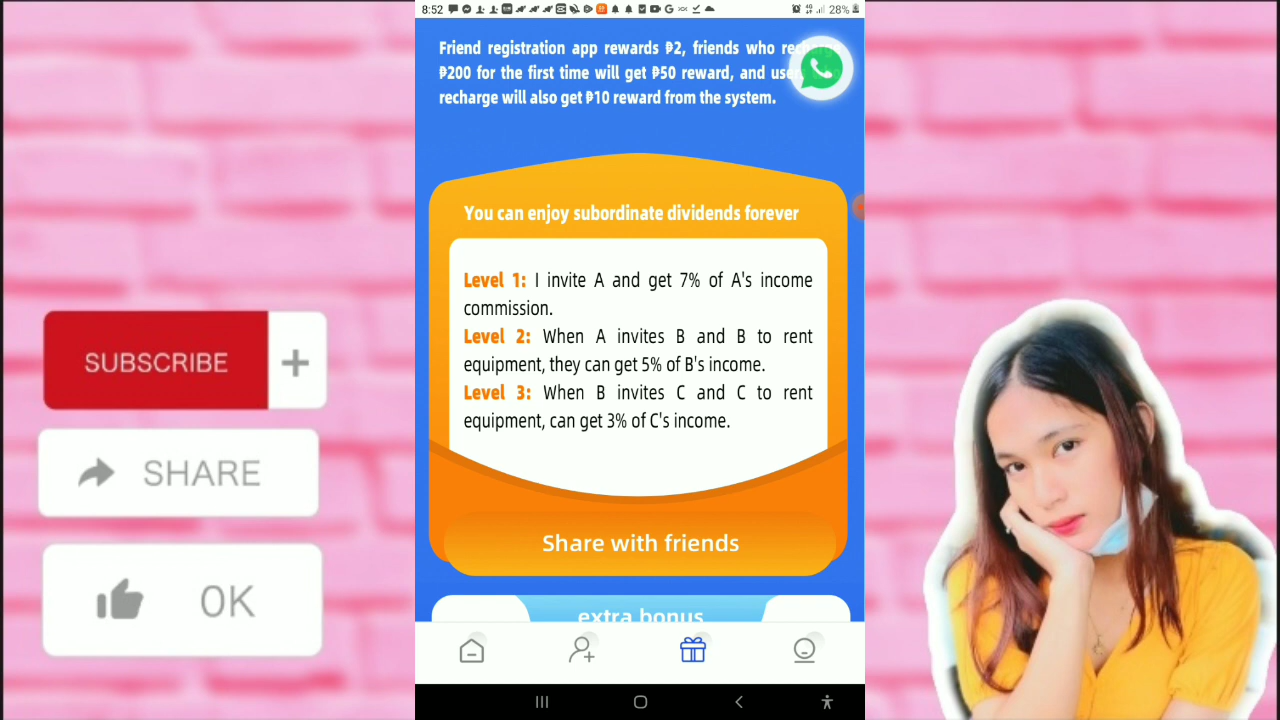 8:52
4G
28%
Friend registration app rewards ₱2, friends who recharge
₱200 for the first time will get ₱50 reward, and user
recharge will also get ₱10 reward from the system.
You can enjoy subordinate dividends forever
Level 1: I invite A and get 7% of A's income
commission.
Level 2: When A invites B and B to rent
equipment, they can get 5% of B's income.
Level 3: When B invites C and C to rent
equipment, can get 3% of C's income.
Share with friends
extra bonus
SUBSCRIBE
SHARE
0K